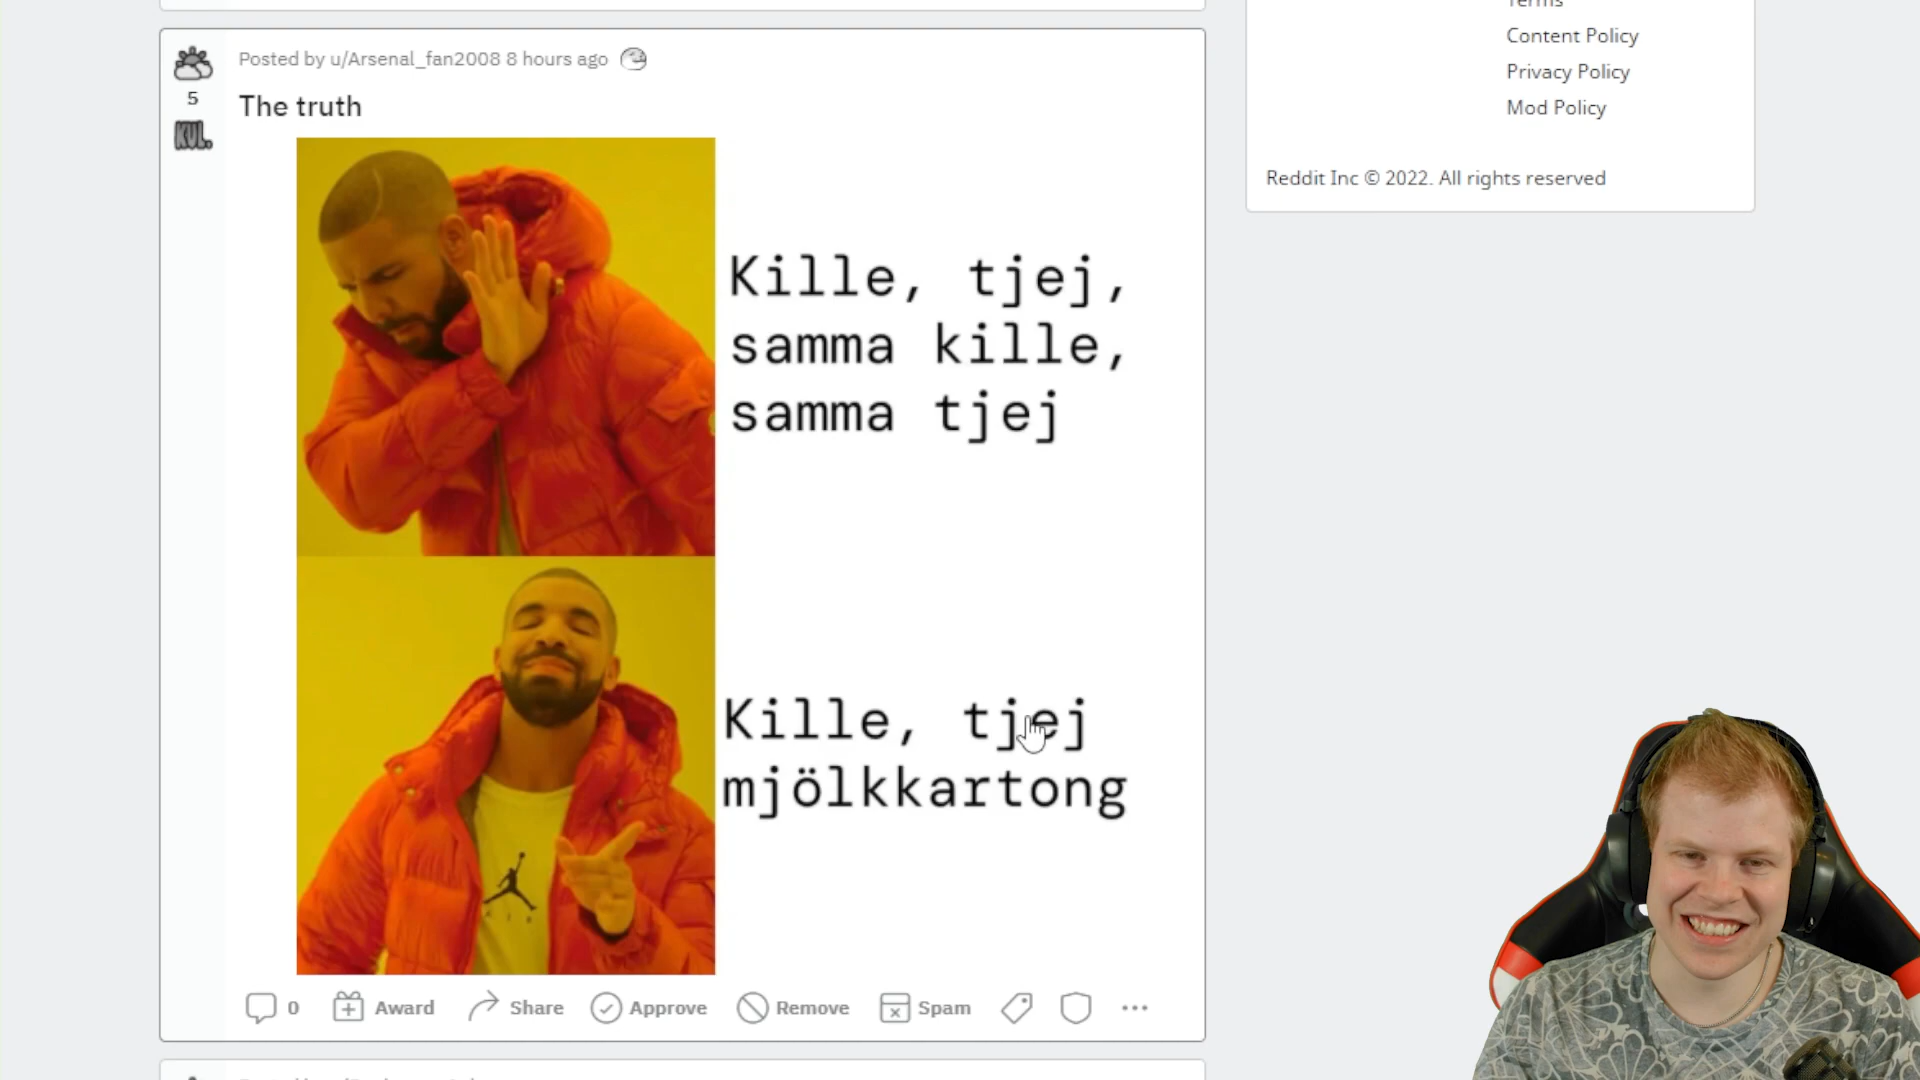 Terms
Content Policy
Privacy Policy
Mod Policy
Reddit Inc © 2022. All rights reserved
Posted by u/Arsenal_fan2008 8 hours ago
5
KUL.
The truth
Kille, tjej,
samma kille,
samma tjej
Kille, tjej
mjölkkartong
0 Award Share Approve Remove Spam